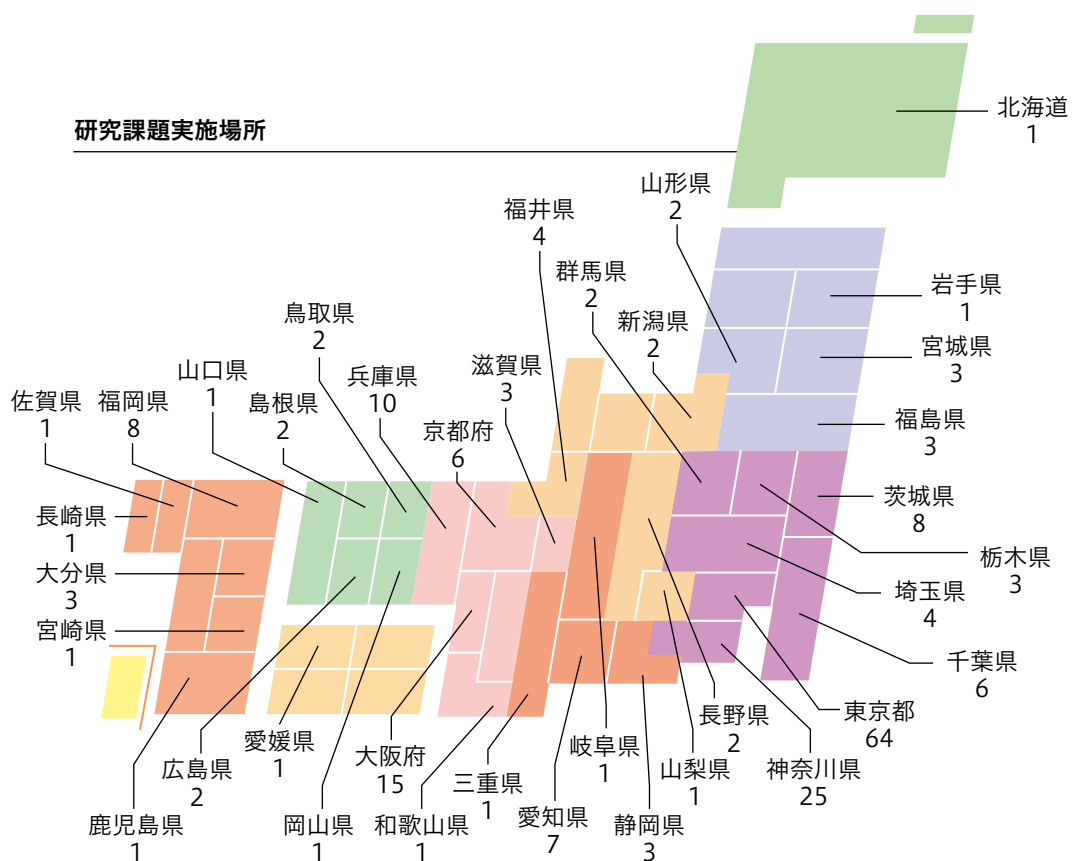 研究課題実施場所
北海道
1
山形県
2
福井県
4
群馬県
2
岩手県
1
新潟県
2
宮城県
3
鳥取県
2
滋賀県
3
兵庫県
10
山口県
1
島根県
2
京都府
6
佐賀県
1
福岡県
8
福島県
3
茨城県
8
長崎県
1
栃木県
3
大分県
3
埼玉県
4
宮崎県
1
千葉県
6
東京都
64
長野県
2
神奈川県
25
山梨県
1
岐阜県
1
愛媛県
1
大阪府
15
広島県
2
三重県
1
鹿児島県
1
岡山県
1
和歌山県
1
愛知県
7
静岡県
3